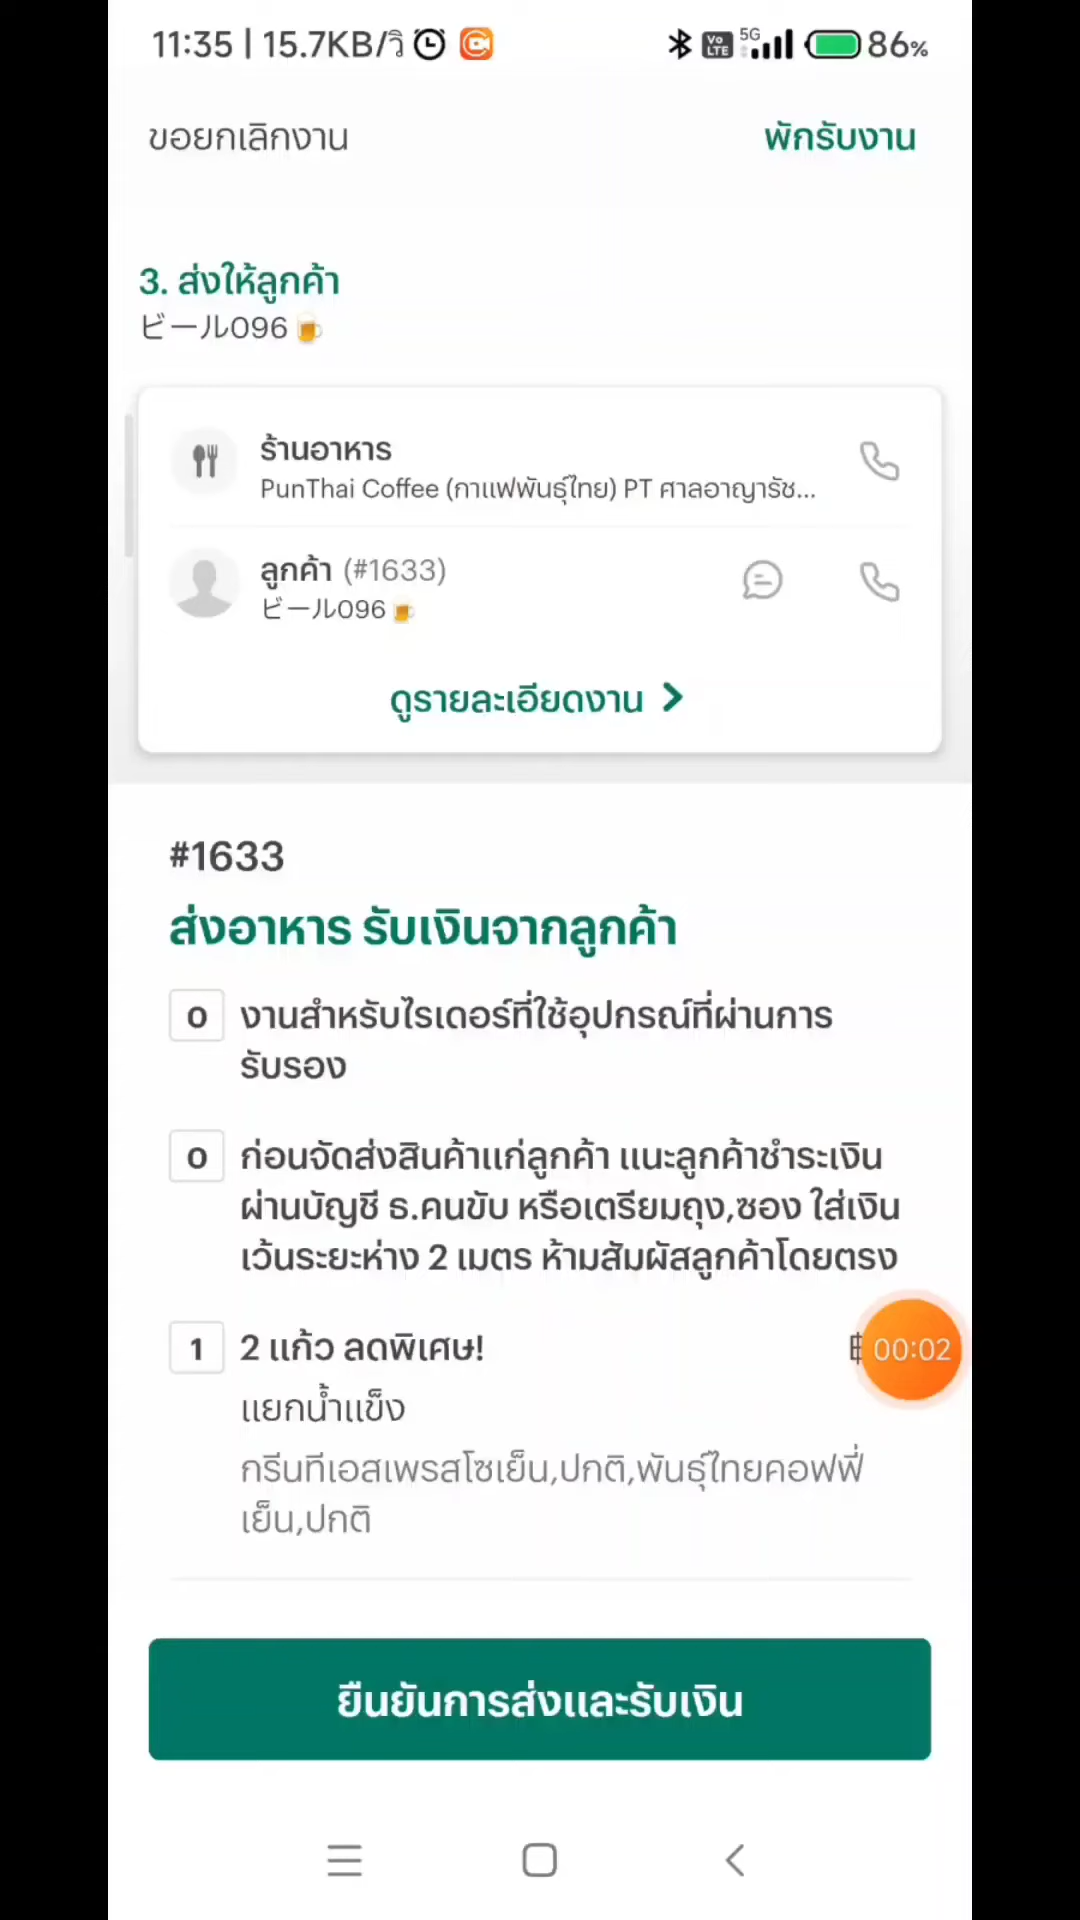 11:35 | 15.7KB/วิ
Vo LTE 5G 86%
ขอยกเลิกงาน พักรับงาน
3. ส่งให้ลูกค้า
ビール096🍺
ร้านอาหาร
PunThai Coffee (กาแฟพันธุ์ไทย) PT ศาลอาญารัช...
ลูกค้า (#1633)
ビール096🍺
ดูรายละเอียดงาน
#1633
ส่งอาหาร รับเงินจากลูกค้า
0 งานสำหรับไรเดอร์ที่ใช้อุปกรณ์ที่ผ่านการ
รับรอง
0 ก่อนจัดส่งสินค้าแก่ลูกค้า แนะลูกค้าชำระเงิน
ผ่านบัญชี ธ.คนขับ หรือเตรียมถุง,ซอง ใส่เงิน
เว้นระยะห่าง 2 เมตร ห้ามสัมผัสลูกค้าโดยตรง
1 2 แก้ว ลดพิเศษ!
00:02
แยกน้ำแข็ง
กรีนทีเอสเพรสโซเย็น,ปกติ,พันธุ์ไทยคอฟฟี่
เย็น,ปกติ
ยืนยันการส่งและรับเงิน